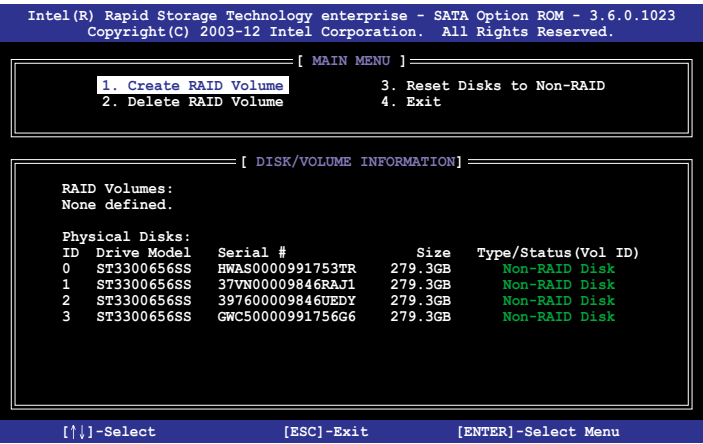 Intel(R) Rapid Storage Technology enterprise - SATA Option ROM - 3.6.0.1023
Copyright(C) 2003-12 Intel Corporation. All Rights Reserved.
[ MAIN MENU ]
1. Create RAID Volume 3. Reset Disks to Non-RAID
2. Delete RAID Volume 4. Exit
[ DISK/VOLUME INFORMATION]
RAID Volumes:
None defined.
Physical Disks:
ID Drive Model Serial # Size Type/Status(Vol ID)
0 ST3300656SS HWAS0000991753TR 279.3GB Non-RAID Disk
1 ST3300656SS 37VN00009846RAJ1 279.3GB Non-RAID Disk
2 ST3300656SS 397600009846UEDY 279.3GB Non-RAID Disk
3 ST3300656SS GWC50000991756G6 279.3GB Non-RAID Disk
[↑↓]-Select [ESC]-Exit [ENTER]-Select Menu